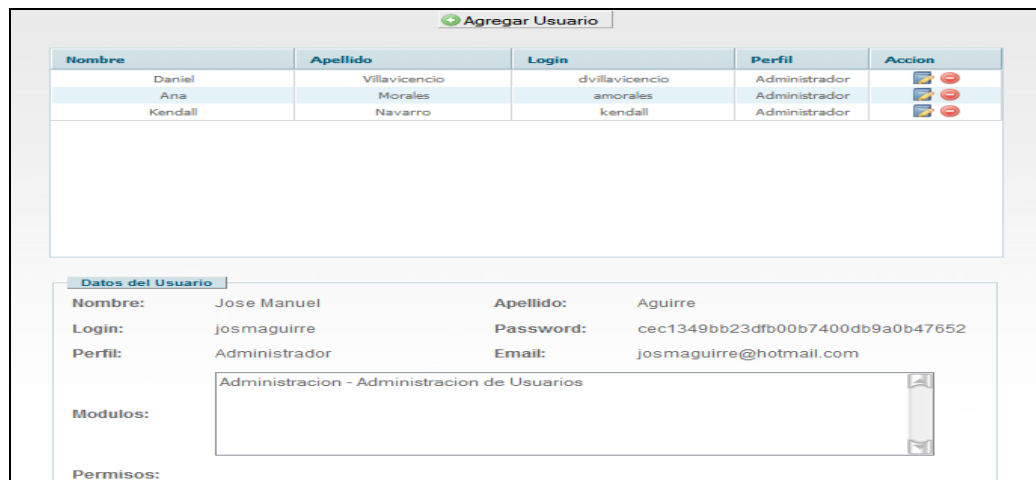 Agregar Usuario
Nombre Apellido Login Perfil Accion
Daniel Villavicencio dvillavicencio Administrador
Ana Morales amorales Administrador
Kendall Navarro kendall Administrador
Datos del Usuario
Nombre: Jose Manuel Apellido: Aguirre
Login: josmaguirre Password: cec1349bb23dfb00b7400db9a0b47652
Perfil: Administrador Email: josmaguirre@hotmail.com
Administracion - Administracion de Usuarios
Modulos:
Permisos: